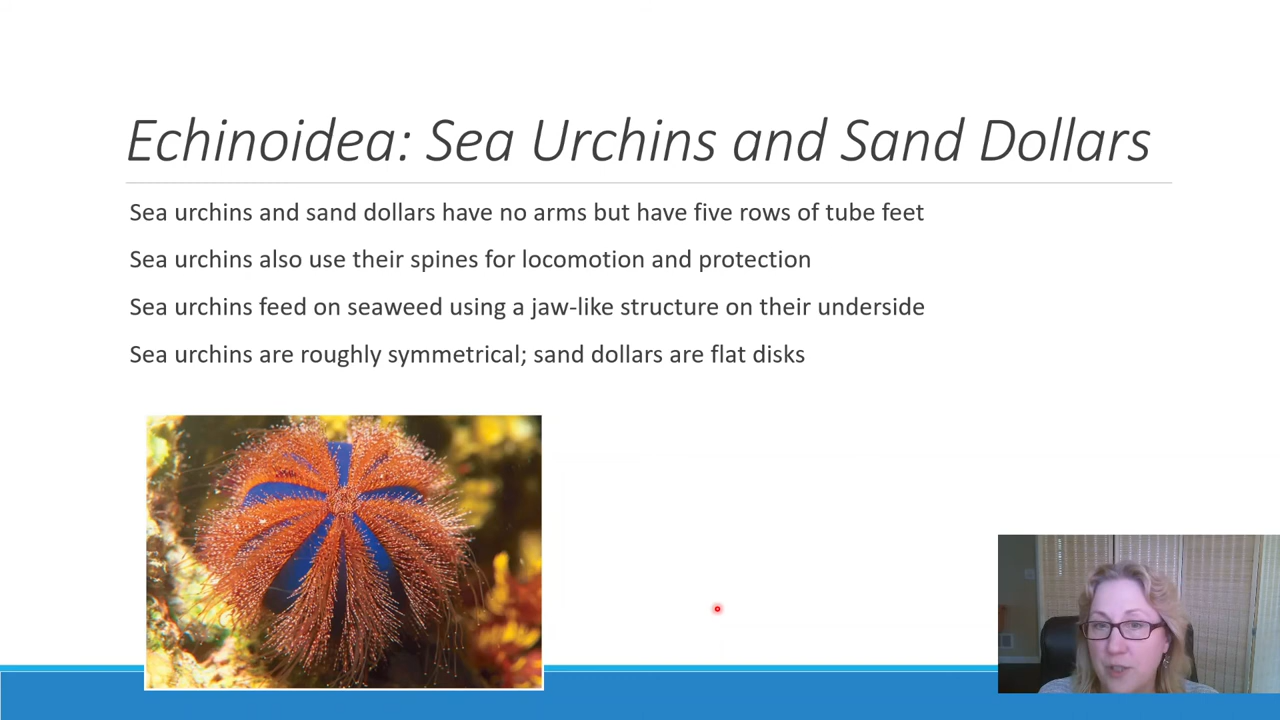 Echinoidea: Sea Urchins and Sand Dollars
Sea urchins and sand dollars have no arms but have five rows of tube feet
Sea urchins also use their spines for locomotion and protection
Sea urchins feed on seaweed using a jaw-like structure on their underside
Sea urchins are roughly symmetrical; sand dollars are flat disks